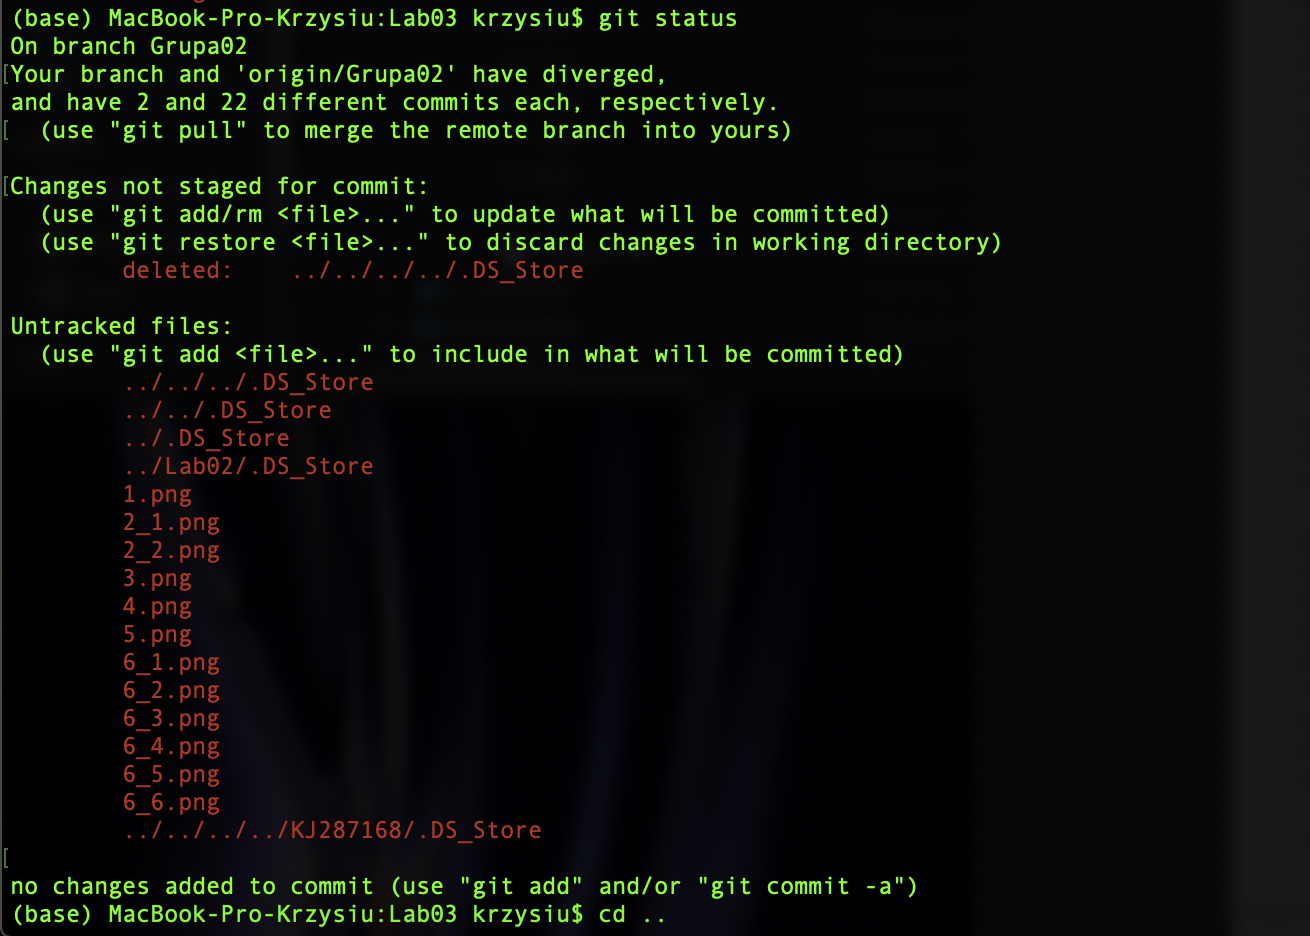 (base) MacBook-Pro-Krzysiu:Lab03 krzysiu$ git status
On branch Grupa02
[Your branch and 'origin/Grupa02' have diverged,
and have 2 and 22 different commits each, respectively.
[  (use "git pull" to merge the remote branch into yours)
[Changes not staged for commit:
  (use "git add/rm <file>..." to update what will be committed)
  (use "git restore <file>..." to discard changes in working directory)
        deleted:    ../../../../.DS_Store
Untracked files:
  (use "git add <file>..." to include in what will be committed)
        ../../../.DS_Store
        ../../.DS_Store
        ../.DS_Store
        ../Lab02/.DS_Store
        1.png
        2_1.png
        2_2.png
        3.png
        4.png
        5.png
        6_1.png
        6_2.png
        6_3.png
        6_4.png
        6_5.png
        6_6.png
        ../../../../KJ287168/.DS_Store
[
no changes added to commit (use "git add" and/or "git commit -a")
(base) MacBook-Pro-Krzysiu:Lab03 krzysiu$ cd ..